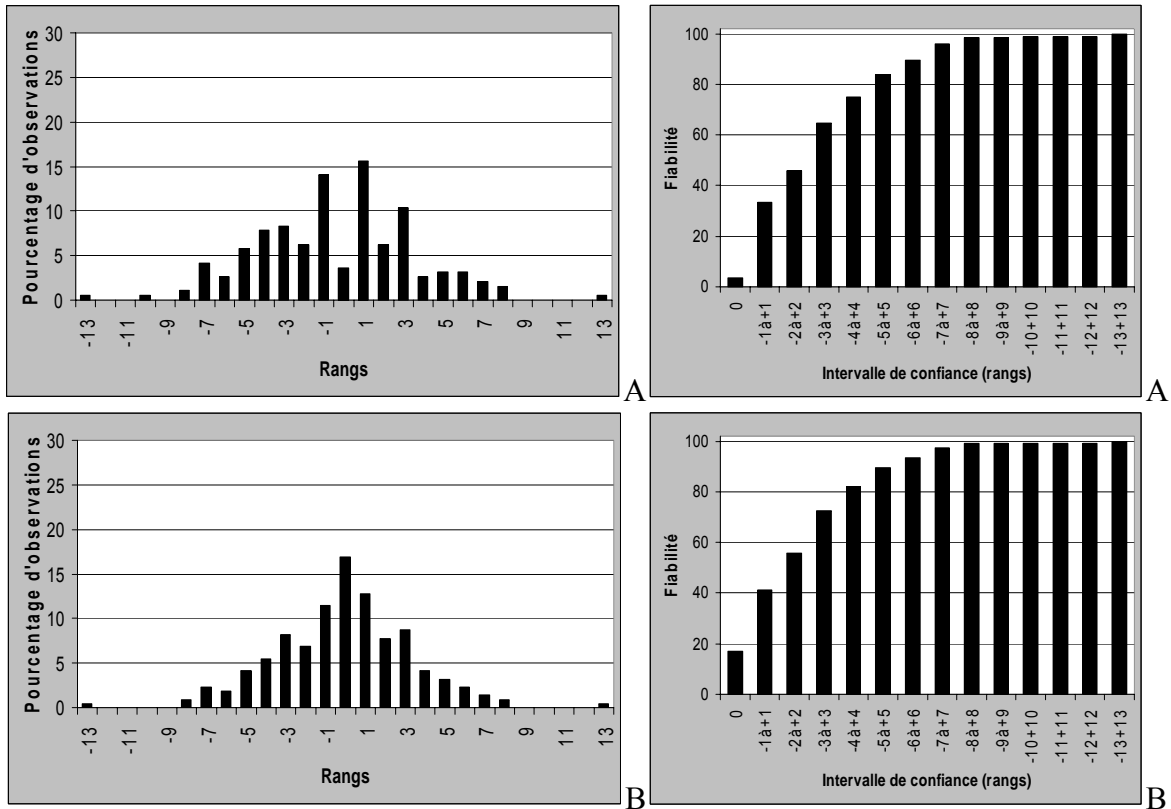 Pourcentage d'observations
30
25
20
15
10
5
0
-13 -11 -9 -7 -5 -3 -1 1 3 5 7 9 11 13
Rangs
A
Fiabilité
100
80
60
40
20
0
0 -1à+1 -2à+2 -3à+3 -4à+4 -5à+5 -6à+6 -7à+7 -8à+8 -9à+9 -10+10 -11+11 -12+12 -13+13
Intervalle de confiance (rangs)
A
Pourcentage d'observations
30
25
20
15
10
5
0
-13 -11 -9 -7 -5 -3 -1 1 3 5 7 9 11 13
Rangs
B
Fiabilité
100
80
60
40
20
0
0 -1à+1 -2à+2 -3à+3 -4à+4 -5à+5 -6à+6 -7à+7 -8à+8 -9à+9 -10+10 -11+11 -12+12 -13+13
Intervalle de confiance (rangs)
B